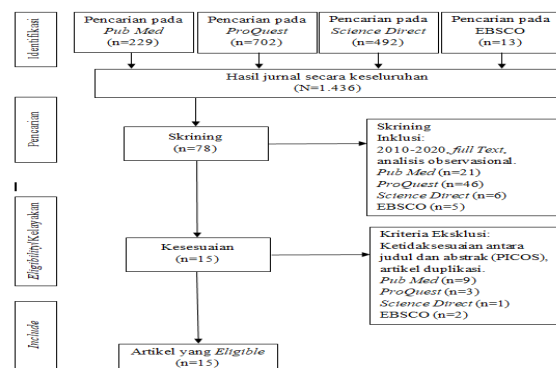 Identifikasi
Pencarian pada
Pub Med
(n=229)
Pencarian pada
ProQuest
(n=702)
Pencarian pada
Science Direct
(n=492)
Pencarian pada
EBSCO
(n=13)
Hasil jurnal secara keseluruhan
(N=1.436)
Pencarian
Skrining
(n=78)
Skrining
Inklusi:
2010-2020, full Text,
analisis observasional.
Pub Med (n=21)
ProQuest (n=46)
Science Direct (n=6)
EBSCO (n=5)
Eligibility/Kelayakan
Kesesuaian
(n=15)
Kriteria Eksklusi:
Ketidaksesuaian antara
judul dan abstrak (PICOS),
artikel duplikasi.
Pub Med (n=9)
ProQuest (n=3)
Science Direct (n=1)
EBSCO (n=2)
Include
Artikel yang Eligible
(n=15)